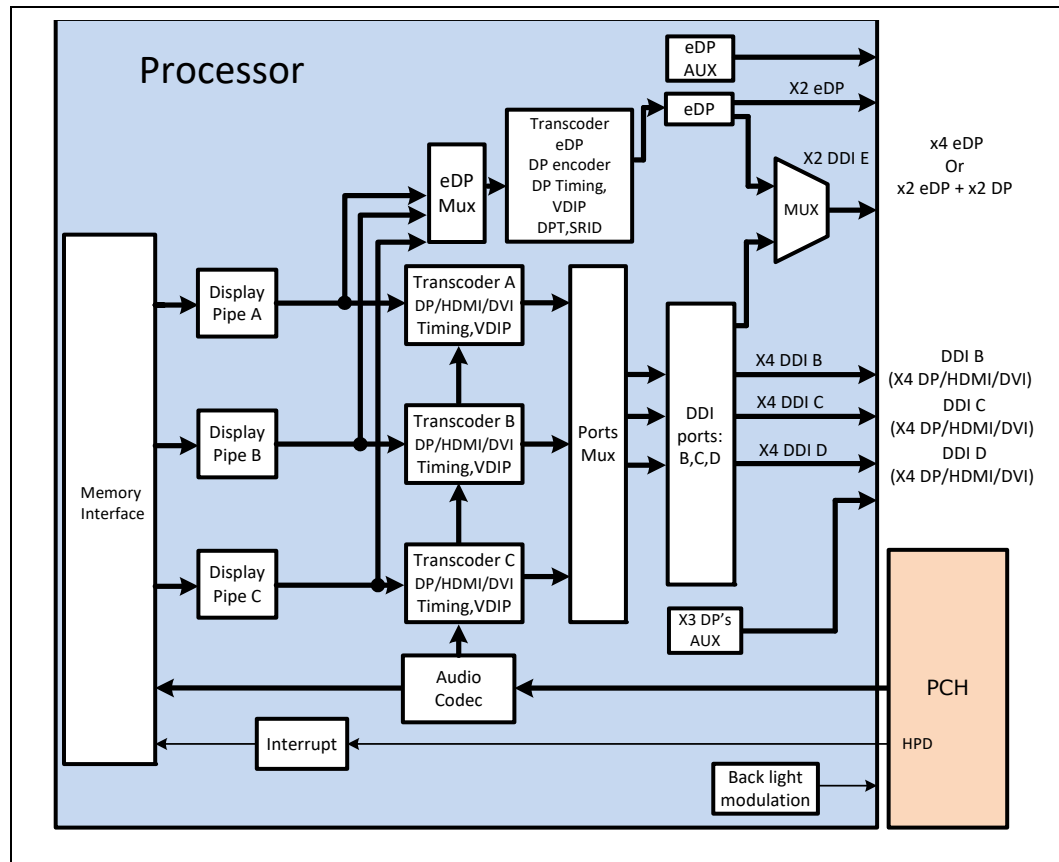 Processor
eDP
AUX
X2 eDP
eDP
Transcoder
eDP
DP encoder
DP Timing,
VDIP
DPT,SRID
eDP
Mux
X2 DDI E
MUX
x4 eDP
Or
x2 eDP + x2 DP
Memory
Interface
Display
Pipe A
Transcoder A
DP/HDMI/DVI
Timing,VDIP
Display
Pipe B
Transcoder B
DP/HDMI/DVI
Timing,VDIP
Display
Pipe C
Transcoder C
DP/HDMI/DVI
Timing,VDIP
Ports
Mux
DDI
ports:
B,C,D
X4 DDI B
X4 DDI C
X4 DDI D
DDI B
(X4 DP/HDMI/DVI)
DDI C
(X4 DP/HDMI/DVI)
DDI D
(X4 DP/HDMI/DVI)
X3 DP’s
AUX
Audio
Codec
PCH
Interrupt
HPD
Back light
modulation